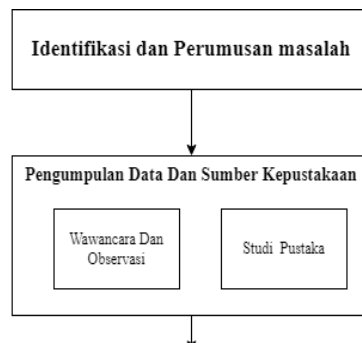 Identifikasi dan Perumusan masalah
Pengumpulan Data Dan Sumber Kepustakaan
Wawancara Dan
Observasi
Studi Pustaka